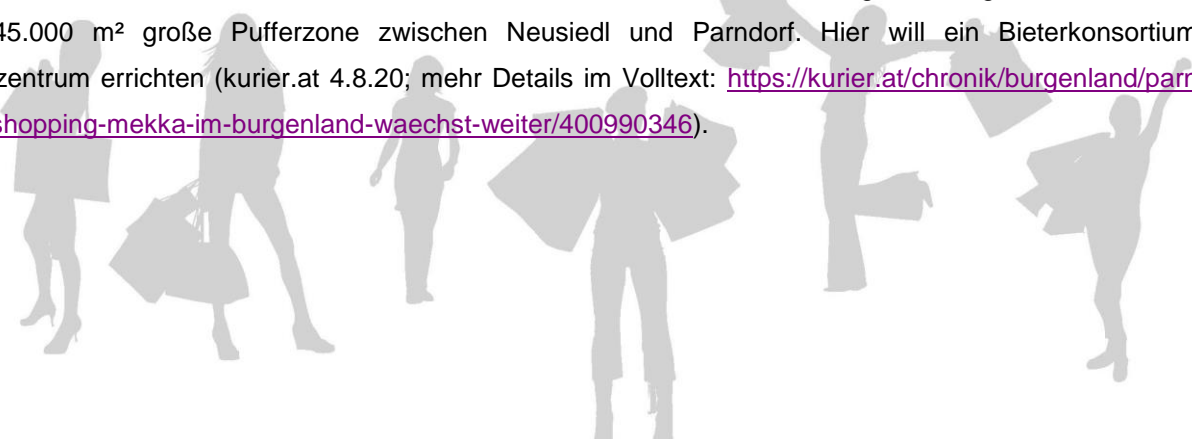 45.000 m² große Pufferzone zwischen Neusiedl und Parndorf. Hier will ein Bieterkonsortium
zentrum errichten (kurier.at 4.8.20; mehr Details im Volltext: https://kurier.at/chronik/burgenland/parn
shopping-mekka-im-burgenland-waechst-weiter/400990346).